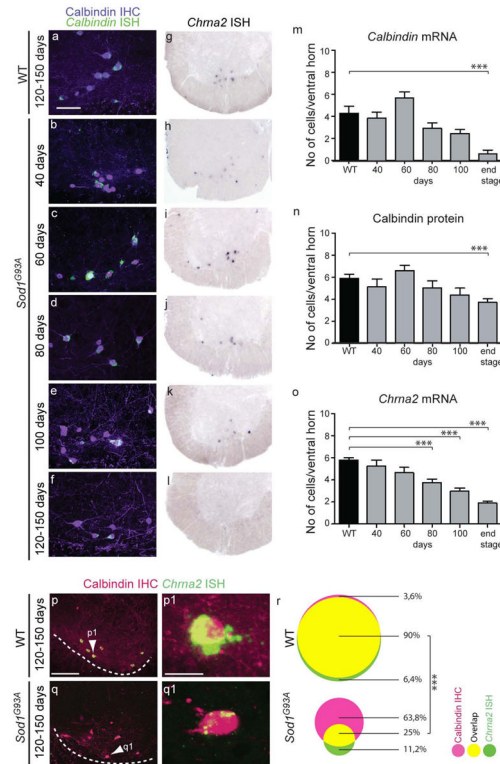 Calbindin IHC
Calbindin ISH
Chrna2 ISH
WT
120-150 days
a
g
Sod1G93A
40 days
b
h
60 days
c
i
80 days
d
j
100 days
e
k
120-150 days
f
l
m
Calbindin mRNA
***
No of cells/ventral horn
8
6
4
2
0
WT 40 60 80 100 end
days stage
n
Calbindin protein
***
No of cells/ventral horn
10
8
6
4
2
0
WT 40 60 80 100 end
days stage
o
Chrna2 mRNA
***
***
***
No of cells/ventral horn
10
8
6
4
2
0
WT 40 60 80 100 end
days stage
Calbindin IHC Chrna2 ISH
WT
120-150 days
p
p1
p1
Sod1G93A
120-150 days
q
q1
q1
r
WT
3,6%
90%
6,4%
***
Sod1G93A
63,8%
25%
11,2%
Calbindin IHC
Overlap
Chrna2 ISH